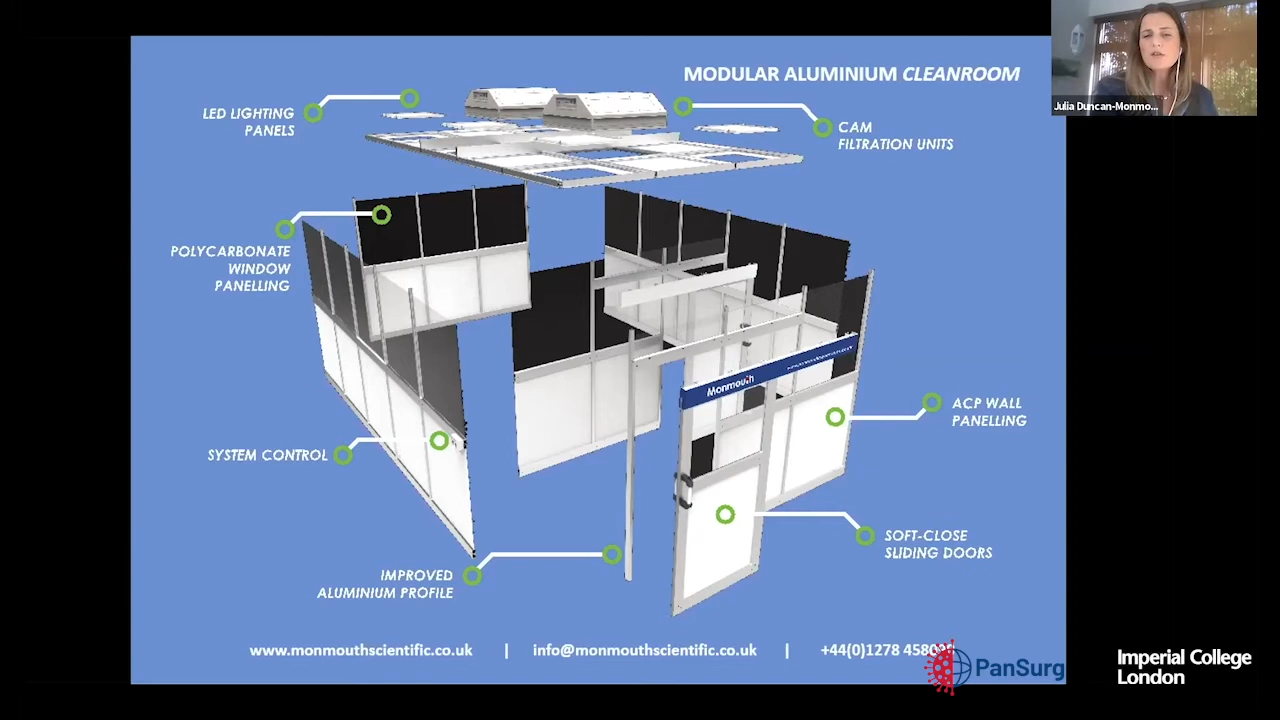 MODULAR ALUMINIUM CLEANROOM
Julia Duncan-Monmo...
LED LIGHTING
PANELS
CAM
FILTRATION UNITS
POLYCARBONATE
WINDOW
PANELLING
Monmouth
ACP WALL
PANELLING
SYSTEM CONTROL
SOFT-CLOSE
SLIDING DOORS
IMPROVED
ALUMINIUM PROFILE
www.monmouthscientific.co.uk | info@monmouthscientific.co.uk | +44(0)1278
PanSurg
Imperial College
London